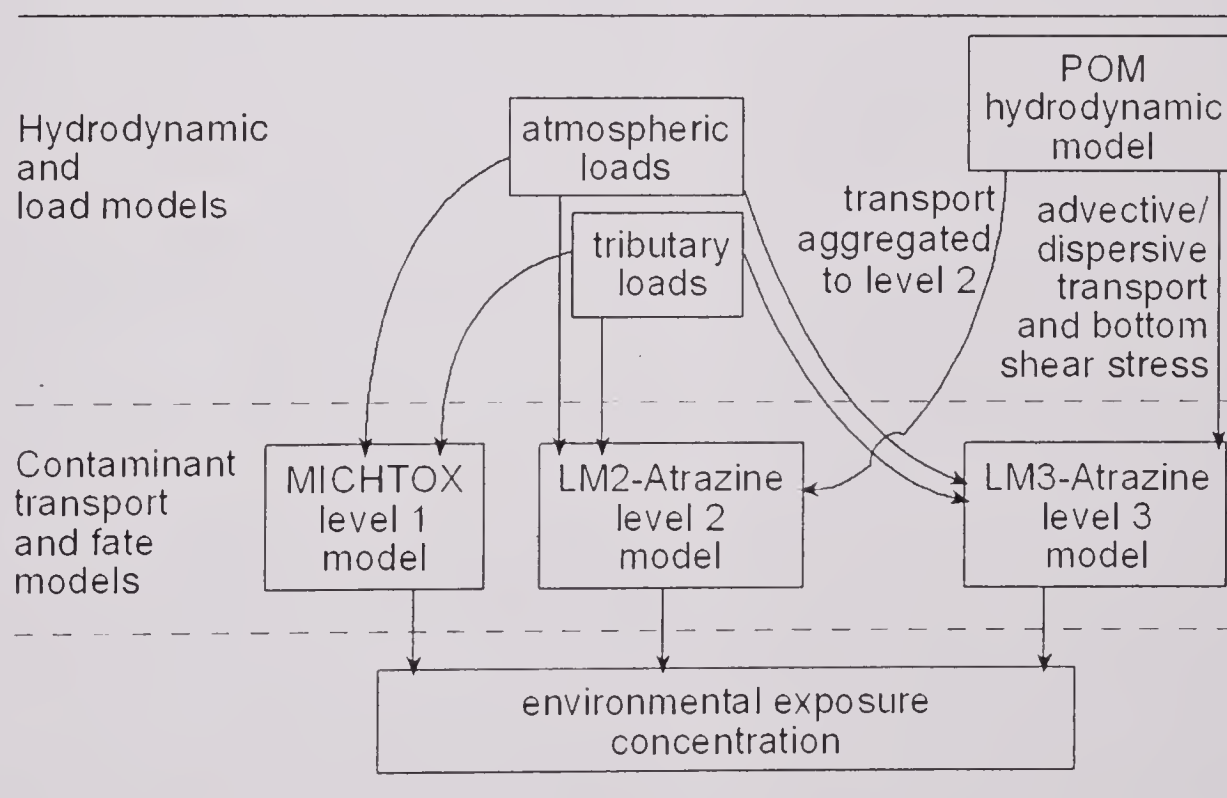 Hydrodynamic
and
load models
atmospheric
loads
tributary
loads
POM
hydrodynamic
model
transport
aggregated
to level 2
advective/
dispersive
transport
and bottom
shear stress
Contaminant
transport
and fate
models
MICHTOX
level 1
model
LM2-Atrazine
level 2
model
LM3-Atrazine
level 3
model
environmental exposure
concentration